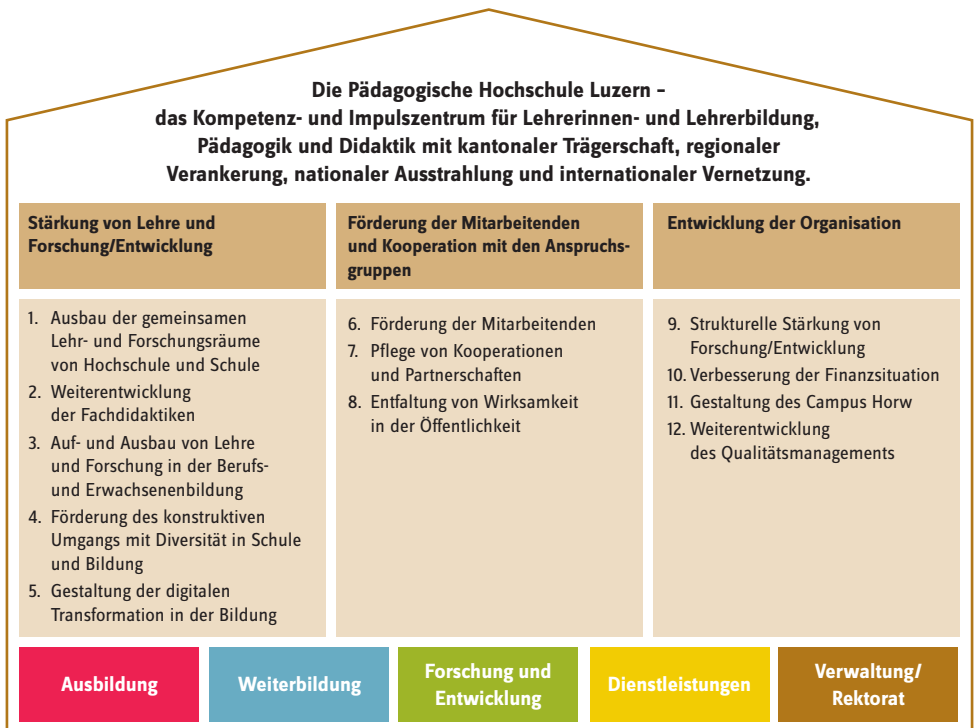 Die Pädagogische Hochschule Luzern –
das Kompetenz- und Impulszentrum für Lehrerinnen- und Lehrerbildung,
Pädagogik und Didaktik mit kantonaler Trägerschaft, regionaler
Verankerung, nationaler Ausstrahlung und internationaler Vernetzung.
Stärkung von Lehre und
Forschung/Entwicklung
1. Ausbau der gemeinsamen
Lehr- und Forschungsräume
von Hochschule und Schule
2. Weiterentwicklung
der Fachdidaktiken
3. Auf- und Ausbau von Lehre
und Forschung in der Berufs-
und Erwachsenenbildung
4. Förderung des konstruktiven
Umgangs mit Diversität in Schule
und Bildung
5. Gestaltung der digitalen
Transformation in der Bildung
Förderung der Mitarbeitenden
und Kooperation mit den Anspruchs-
gruppen
6. Förderung der Mitarbeitenden
7. Pflege von Kooperationen
und Partnerschaften
8. Entfaltung von Wirksamkeit
in der Öffentlichkeit
Entwicklung der Organisation
9. Strukturelle Stärkung von
Forschung/Entwicklung
10. Verbesserung der Finanzsituation
11. Gestaltung des Campus Horw
12. Weiterentwicklung
des Qualitätsmanagements
Ausbildung
Weiterbildung
Forschung und
Entwicklung
Dienstleistungen
Verwaltung/
Rektorat